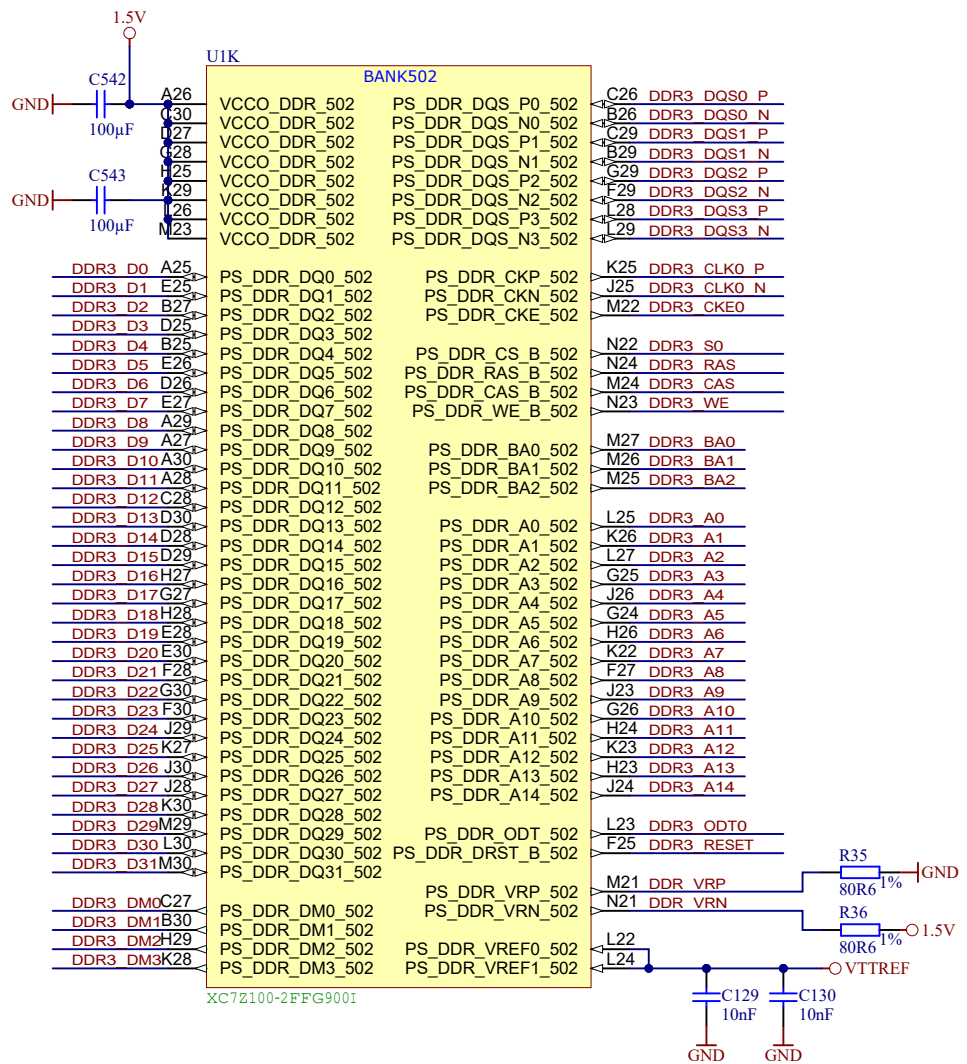 1.5V
U1K
BANK502
C542
GND
100µF
C543
GND
100µF
A26 VCCO_DDR_502
C30 VCCO_DDR_502
D27 VCCO_DDR_502
G28 VCCO_DDR_502
H25 VCCO_DDR_502
K29 VCCO_DDR_502
L26 VCCO_DDR_502
M23 VCCO_DDR_502
DDR3_D0 A25 PS_DDR_DQ0_502
DDR3_D1 E25 PS_DDR_DQ1_502
DDR3_D2 B27 PS_DDR_DQ2_502
DDR3_D3 D25 PS_DDR_DQ3_502
DDR3_D4 B25 PS_DDR_DQ4_502
DDR3_D5 E26 PS_DDR_DQ5_502
DDR3_D6 D26 PS_DDR_DQ6_502
DDR3_D7 E27 PS_DDR_DQ7_502
DDR3_D8 A29 PS_DDR_DQ8_502
DDR3_D9 A27 PS_DDR_DQ9_502
DDR3_D10 A30 PS_DDR_DQ10_502
DDR3_D11 A28 PS_DDR_DQ11_502
DDR3_D12 C28 PS_DDR_DQ12_502
DDR3_D13 D30 PS_DDR_DQ13_502
DDR3_D14 D28 PS_DDR_DQ14_502
DDR3_D15 D29 PS_DDR_DQ15_502
DDR3_D16 H27 PS_DDR_DQ16_502
DDR3_D17 G27 PS_DDR_DQ17_502
DDR3_D18 H28 PS_DDR_DQ18_502
DDR3_D19 E28 PS_DDR_DQ19_502
DDR3_D20 E30 PS_DDR_DQ20_502
DDR3_D21 F28 PS_DDR_DQ21_502
DDR3_D22 G30 PS_DDR_DQ22_502
DDR3_D23 F30 PS_DDR_DQ23_502
DDR3_D24 J29 PS_DDR_DQ24_502
DDR3_D25 K27 PS_DDR_DQ25_502
DDR3_D26 J30 PS_DDR_DQ26_502
DDR3_D27 J28 PS_DDR_DQ27_502
DDR3_D28 K30 PS_DDR_DQ28_502
DDR3_D29 M29 PS_DDR_DQ29_502
DDR3_D30 L30 PS_DDR_DQ30_502
DDR3_D31 M30 PS_DDR_DQ31_502
DDR3_DM0 C27 PS_DDR_DM0_502
DDR3_DM1 B30 PS_DDR_DM1_502
DDR3_DM2 H29 PS_DDR_DM2_502
DDR3_DM3 K28 PS_DDR_DM3_502
PS_DDR_DQS_P0_502 C26 DDR3_DQS0_P
PS_DDR_DQS_N0_502 B26 DDR3_DQS0_N
PS_DDR_DQS_P1_502 C29 DDR3_DQS1_P
PS_DDR_DQS_N1_502 B29 DDR3_DQS1_N
PS_DDR_DQS_P2_502 G29 DDR3_DQS2_P
PS_DDR_DQS_N2_502 F29 DDR3_DQS2_N
PS_DDR_DQS_P3_502 L28 DDR3_DQS3_P
PS_DDR_DQS_N3_502 L29 DDR3_DQS3_N
PS_DDR_CKP_502 K25 DDR3_CLK0_P
PS_DDR_CKN_502 J25 DDR3_CLK0_N
PS_DDR_CKE_502 M22 DDR3_CKE0
PS_DDR_CS_B_502 N22 DDR3_S0
PS_DDR_RAS_B_502 N24 DDR3_RAS
PS_DDR_CAS_B_502 M24 DDR3_CAS
PS_DDR_WE_B_502 N23 DDR3_WE
PS_DDR_BA0_502 M27 DDR3_BA0
PS_DDR_BA1_502 M26 DDR3_BA1
PS_DDR_BA2_502 M25 DDR3_BA2
PS_DDR_A0_502 L25 DDR3_A0
PS_DDR_A1_502 K26 DDR3_A1
PS_DDR_A2_502 L27 DDR3_A2
PS_DDR_A3_502 G25 DDR3_A3
PS_DDR_A4_502 J26 DDR3_A4
PS_DDR_A5_502 G24 DDR3_A5
PS_DDR_A6_502 H26 DDR3_A6
PS_DDR_A7_502 K22 DDR3_A7
PS_DDR_A8_502 F27 DDR3_A8
PS_DDR_A9_502 J23 DDR3_A9
PS_DDR_A10_502 G26 DDR3_A10
PS_DDR_A11_502 H24 DDR3_A11
PS_DDR_A12_502 K23 DDR3_A12
PS_DDR_A13_502 H23 DDR3_A13
PS_DDR_A14_502 J24 DDR3_A14
PS_DDR_ODT_502 L23 DDR3_ODT0
PS_DDR_DRST_B_502 F25 DDR3_RESET
PS_DDR_VRP_502 M21 DDR_VRP
PS_DDR_VRN_502 N21 DDR_VRN
PS_DDR_VREF0_502 L22
PS_DDR_VREF1_502 L24
R35
80R6 1%
GND
R36
80R6 1%
1.5V
VTTREF
C129
10nF
C130
10nF
GND
GND
XC7Z100-2FFG900I